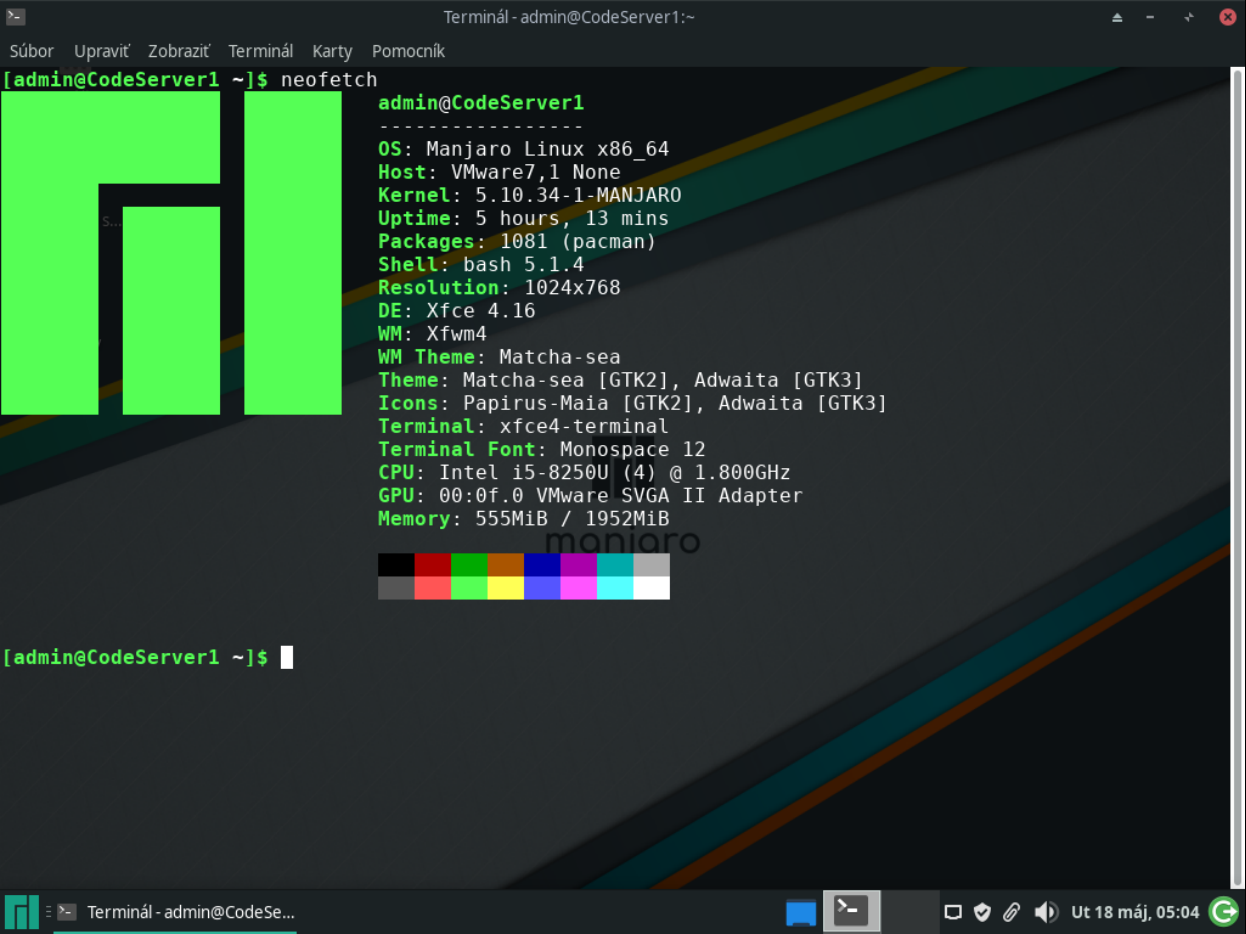 Terminál - admin@CodeServer1:~
Súbor Upraviť Zobraziť Terminál Karty Pomocník
[admin@CodeServer1 ~]$ neofetch
admin@CodeServer1
-----------------
OS: Manjaro Linux x86_64
Host: VMware7,1 None
Kernel: 5.10.34-1-MANJARO
Uptime: 5 hours, 13 mins
Packages: 1081 (pacman)
Shell: bash 5.1.4
Resolution: 1024x768
DE: Xfce 4.16
WM: Xfwm4
WM Theme: Matcha-sea
Theme: Matcha-sea [GTK2], Adwaita [GTK3]
Icons: Papirus-Maia [GTK2], Adwaita [GTK3]
Terminal: xfce4-terminal
Terminal Font: Monospace 12
CPU: Intel i5-8250U (4) @ 1.800GHz
GPU: 00:0f.0 VMware SVGA II Adapter
Memory: 555MiB / 1952MiB
manjaro
[admin@CodeServer1 ~]$
Terminál - admin@CodeSe...
Ut 18 máj, 05:04